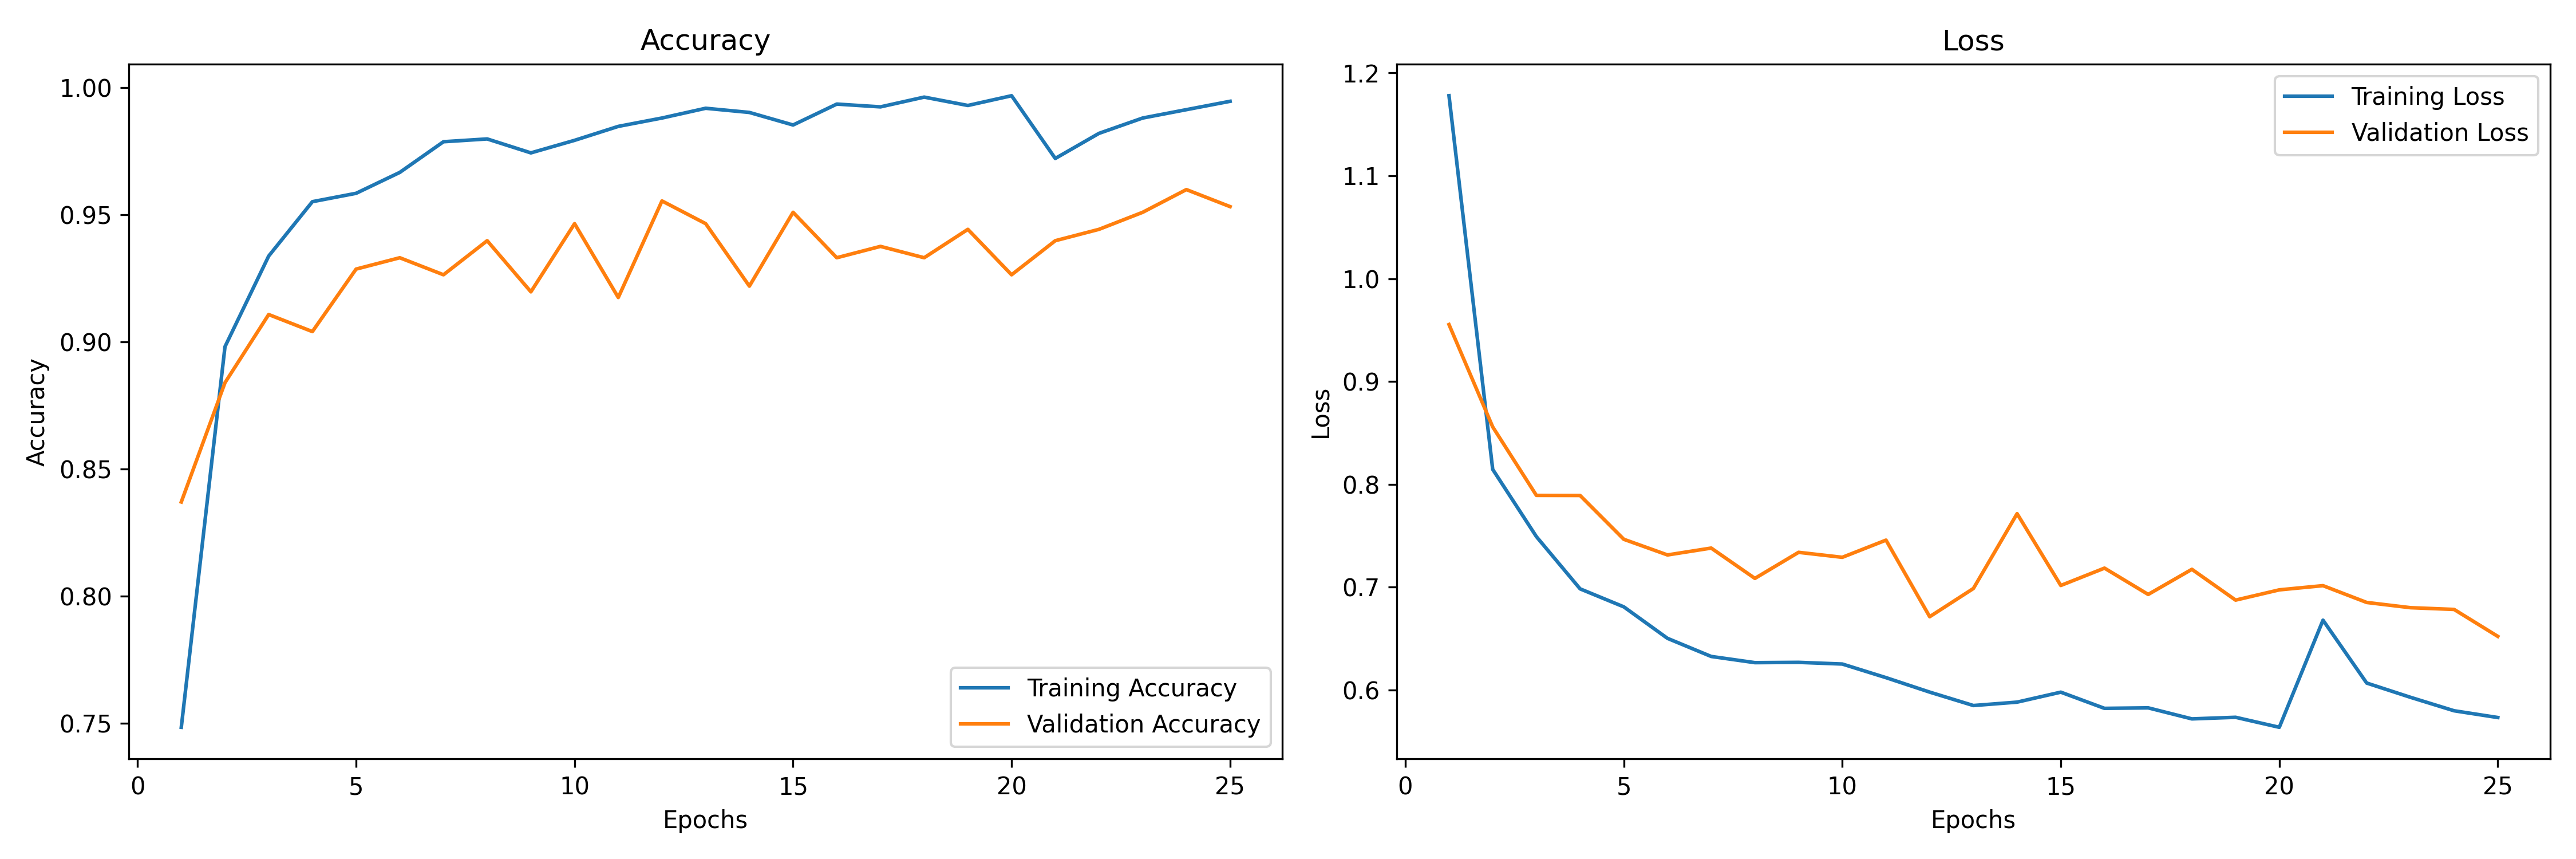 Accuracy
1.00
0.95
0.90
0.85
0.80
0.75
Accuracy
Training Accuracy
Validation Accuracy
0 5 10 15 20 25
Epochs
Loss
1.2
1.1
1.0
0.9
0.8
0.7
0.6
Loss
Training Loss
Validation Loss
0 5 10 15 20 25
Epochs